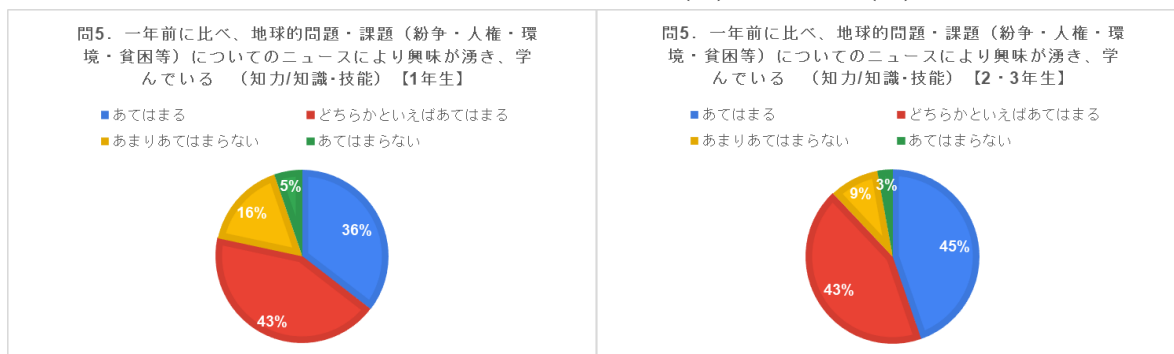 問5．一年前に比べ、地球的問題・課題（紛争・人権・環
境・貧困等）についてのニュースにより興味が湧き、学
んでいる　（知力/知識・技能）【1年生】
あてはまる
どちらかといえばあてはまる
あまりあてはまらない
あてはまらない
5%
16%
36%
43%
問5．一年前に比べ、地球的問題・課題（紛争・人権・環
境・貧困等）についてのニュースにより興味が湧き、学
んでいる　（知力/知識・技能）【2・3年生】
あてはまる
どちらかといえばあてはまる
あまりあてはまらない
あてはまらない
3%
9%
45%
43%